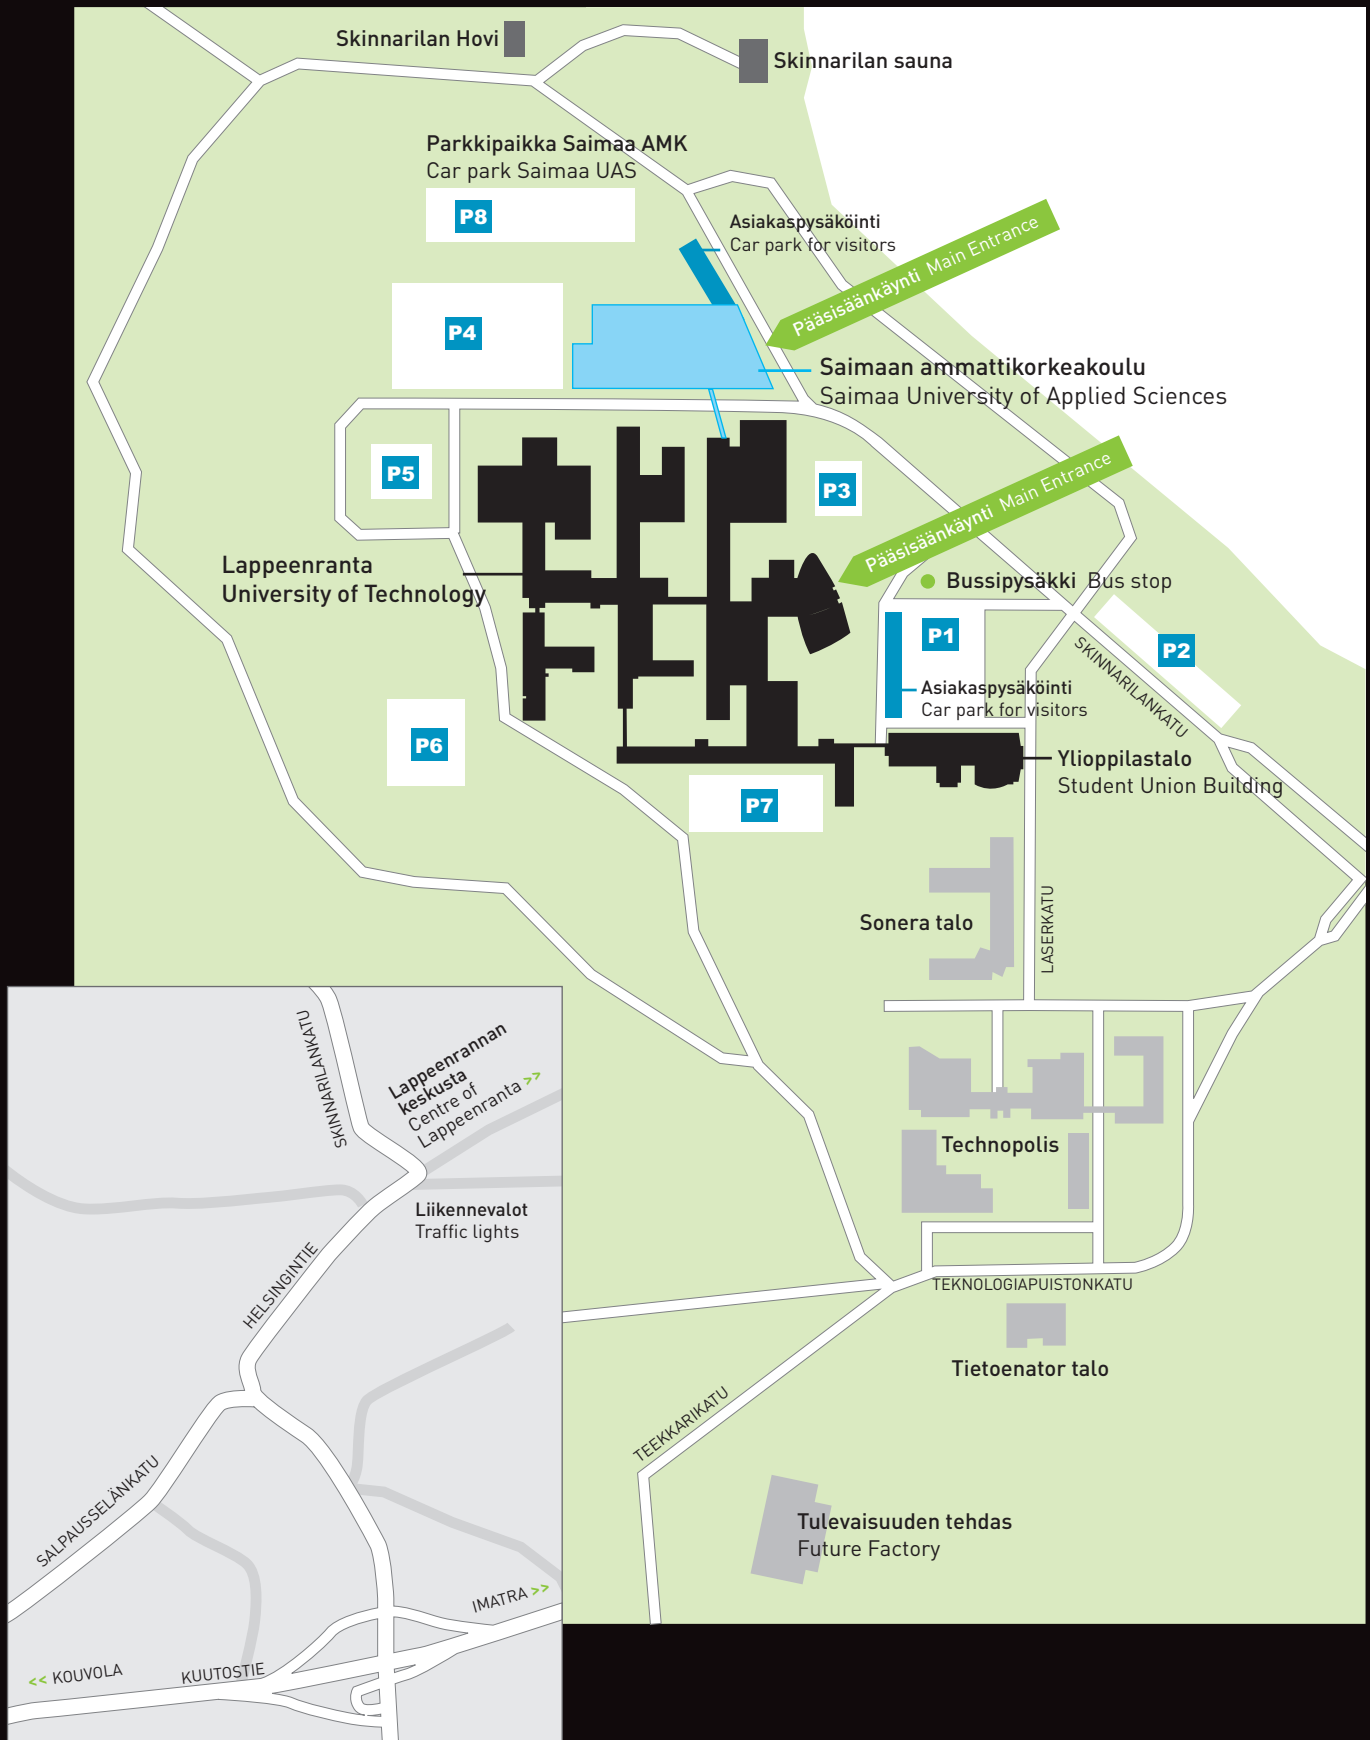 Skinnarilan Hovi
Skinnarilan sauna
Parkkipaikka Saimaa AMK
Car park Saimaa UAS
P8
Asiakaspysäköinti
Car park for visitors
Pääsisäänkäynti Main Entrance
P4
Saimaan ammattikorkeakoulu
Saimaa University of Applied Sciences
P5
P3
Pääsisäänkäynti Main Entrance
Lappeenranta
University of Technology
Bussipysäkki Bus stop
P1
P2
SKINNARILANKATU
Asiakaspysäköinti
Car park for visitors
P6
Ylioppilastalo
Student Union Building
P7
Sonera talo
LASERKATU
Technopolis
TEKNOLOGIAPUISTONKATU
Tietoenator talo
TEEKKARIKATU
Tulevaisuuden tehdas
Future Factory
SKINNARILANKATU
Lappeenrannan
keskusta
Centre of
Lappeenranta >>
Liikennevalot
Traffic lights
HELSINGINTIE
SALPAUSSELÄNKATU
IMATRA >>
<< KOUVOLA
KUUTOSTIE